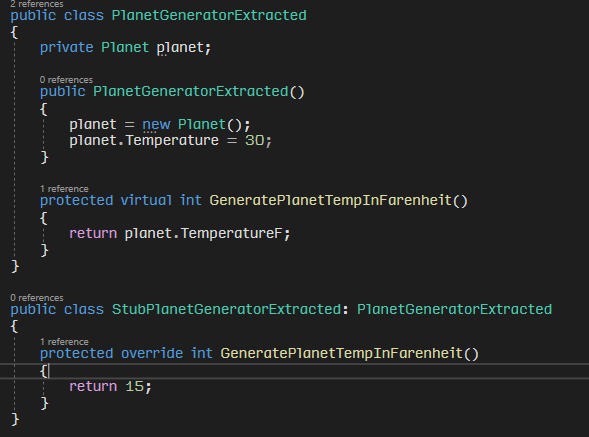 2 references
public class PlanetGeneratorExtracted
{
private Planet planet;
0 references
public PlanetGeneratorExtracted()
{
planet = new Planet();
planet.Temperature = 30;
}
1 reference
protected virtual int GeneratePlanetTempInFarenheit()
{
return planet.TemperatureF;
}
}
0 references
public class StubPlanetGeneratorExtracted: PlanetGeneratorExtracted
{
1 reference
protected override int GeneratePlanetTempInFarenheit()
{
return 15;
}
}